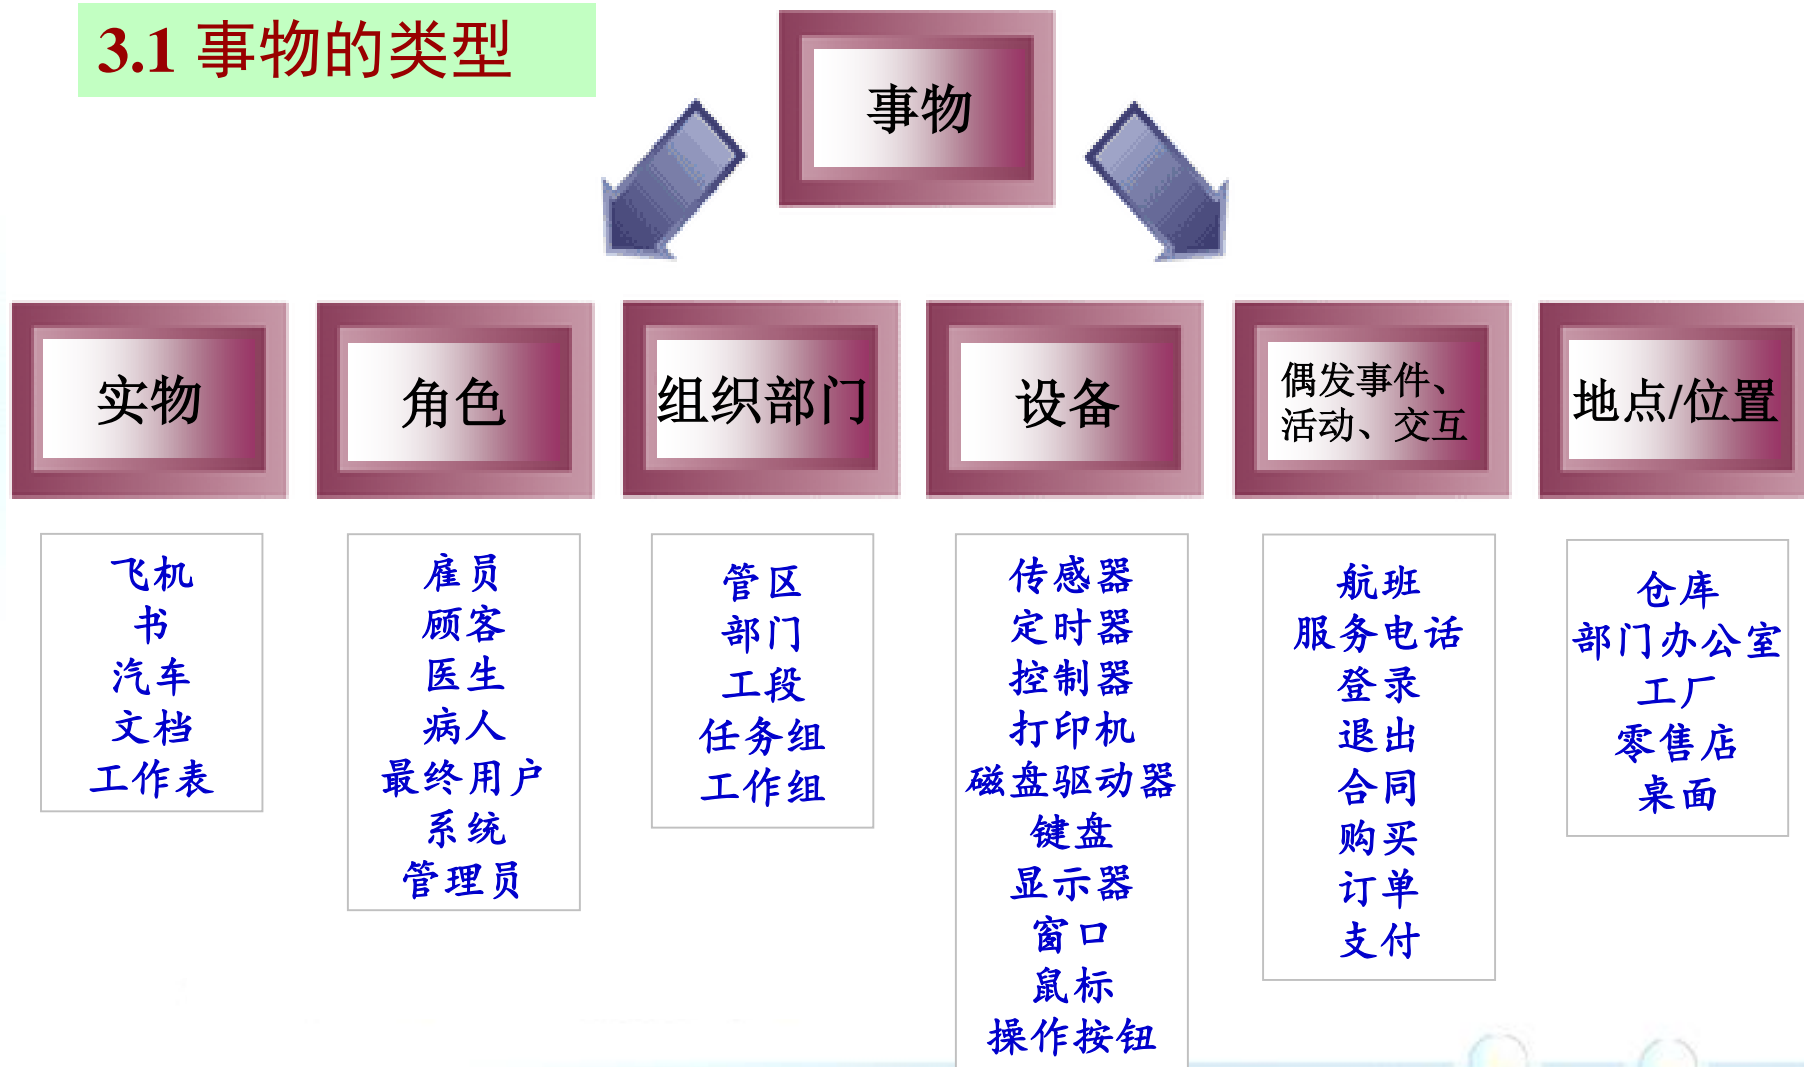 3.1 事物的类型
事物
实物
角色
组织部门
设备
偶发事件、
活动、交互
地点/位置
飞机
书
汽车
文档
工作表
雇员
顾客
医生
病人
最终用户
系统
管理员
管区
部门
工段
任务组
工作组
传感器
定时器
控制器
打印机
磁盘驱动器
键盘
显示器
窗口
鼠标
操作按钮
航班
服务电话
登录
退出
合同
购买
订单
支付
仓库
部门办公室
工厂
零售店
桌面